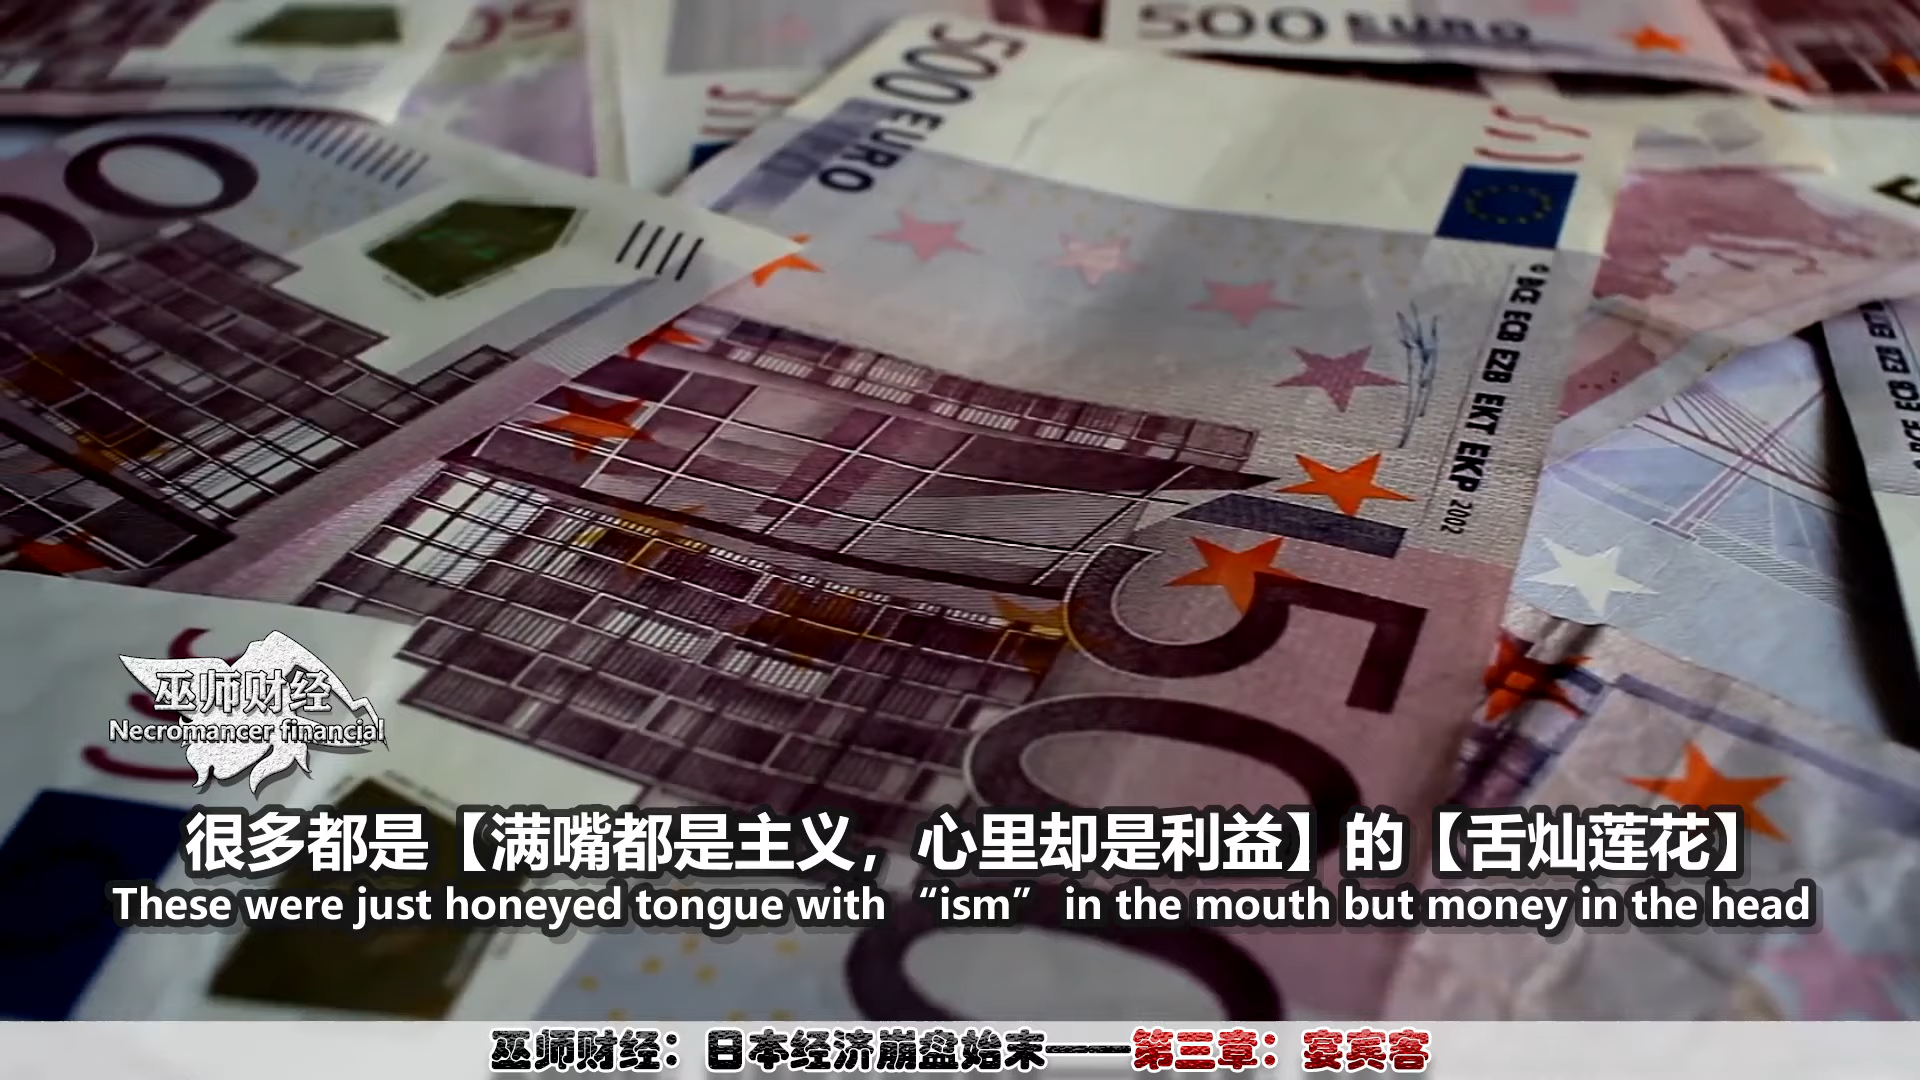 500 EURO
500 EURO
© BCE ECB EZB EKT EKP 2002
500
巫师财经
Necromancer financial
很多都是【满嘴都是主义，心里却是利益】的【舌灿莲花】
These were just honeyed tongue with “ism” in the mouth but money in the head
巫师财经：日本经济崩盘始末——第三章：宴宾客